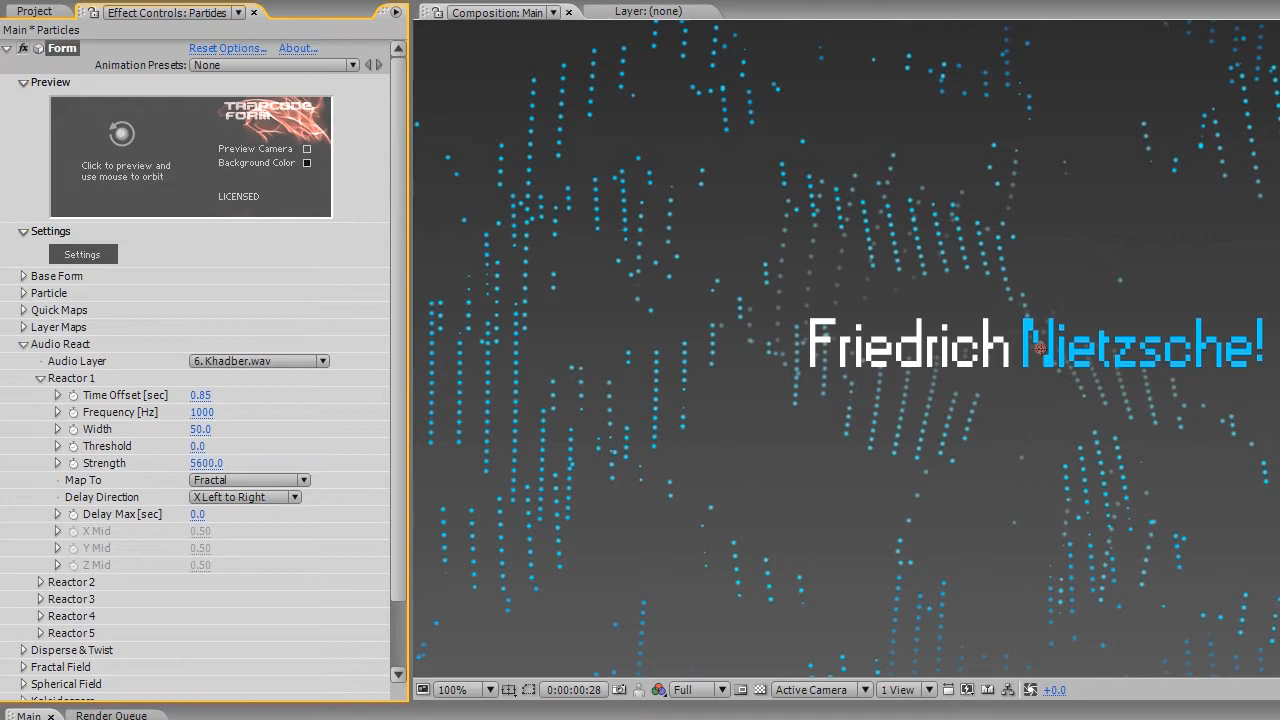 Project
Effect Controls: Particles
Composition: Main
Layer: (none)
Main * Particles
fx Form
Reset Options...
About...
Animation Presets: None
Preview
TRAPCODE
FORM
Click to preview and
use mouse to orbit
Preview Camera
Background Color
LICENSED
Settings
Settings
Base Form
Particle
Quick Maps
Layer Maps
Audio React
Audio Layer 6.Khadber.wav
Reactor 1
Time Offset [sec] 0.85
Frequency [Hz] 1000
Width 50.0
Threshold 0.0
Strength 5600.0
Map To Fractal
Delay Direction X Left to Right
Delay Max [sec] 0.0
X Mid 0.50
Y Mid 0.50
Z Mid 0.50
Reactor 2
Reactor 3
Reactor 4
Reactor 5
Disperse & Twist
Fractal Field
Spherical Field
Friedrich Nietzsche!
100%
0:00:00:28
Full
Active Camera
1 View
+0.0
Main
Render Queue